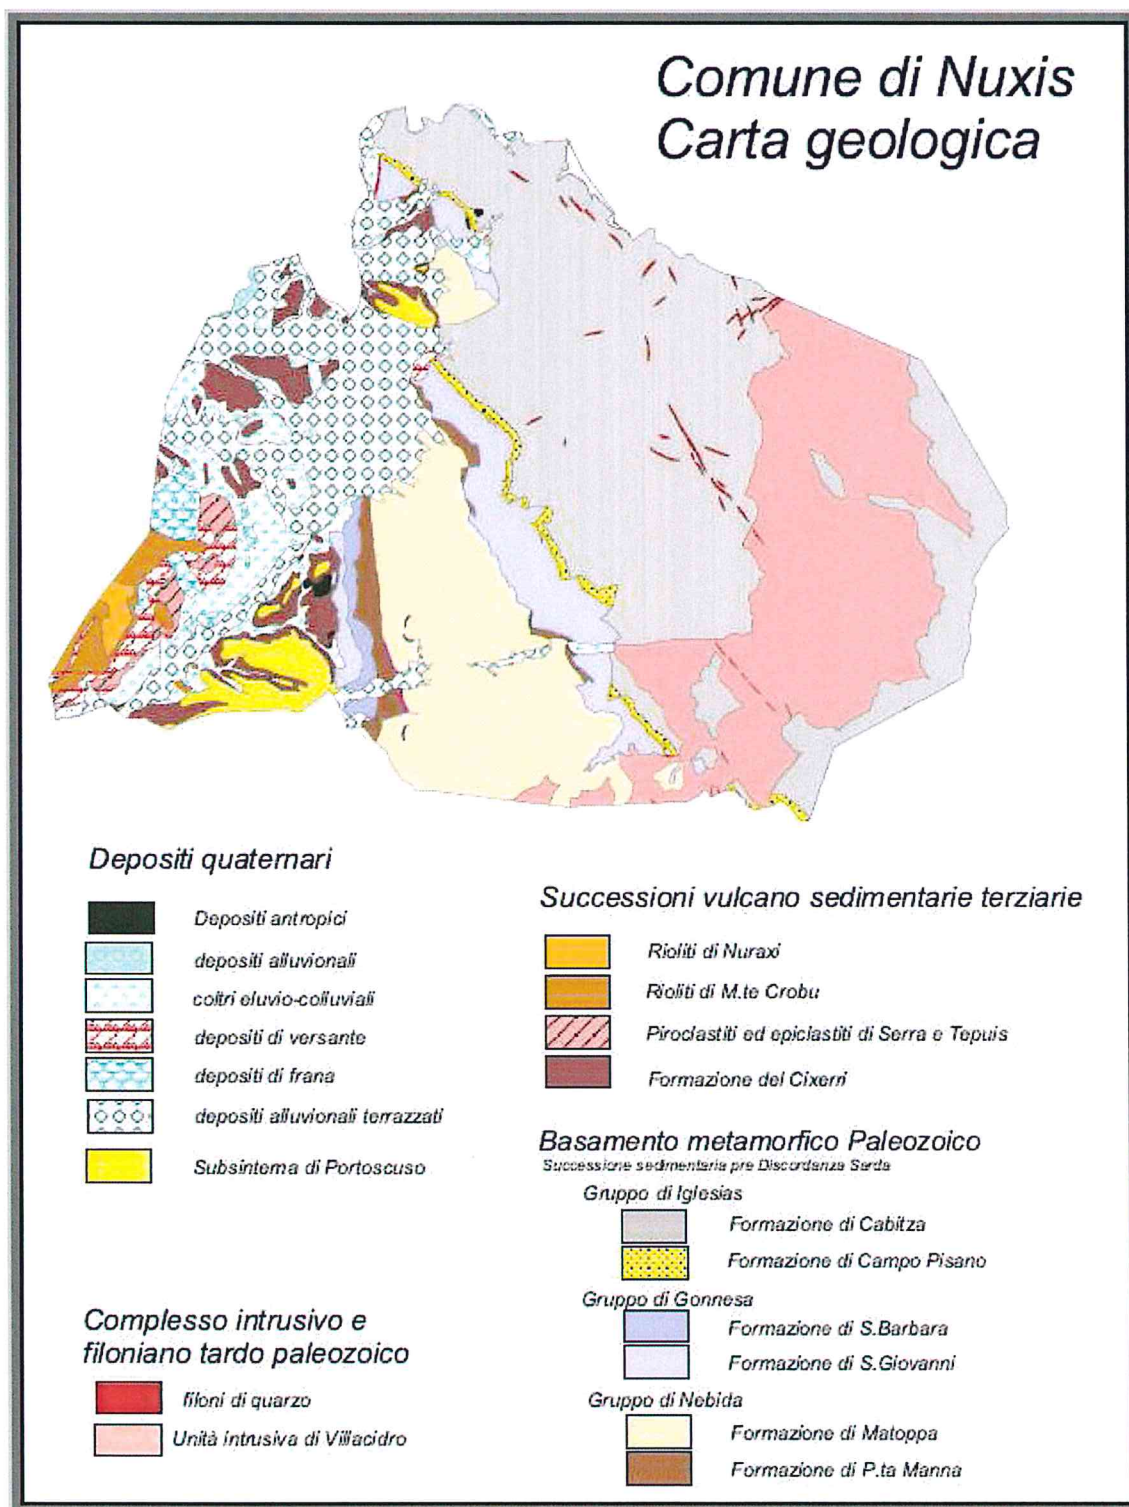 Comune di Nuxis
Carta geologica
Depositi quaternari
Depositi antropici
depositi alluvionali
coltri eluvio-colluviali
depositi di versante
depositi di frana
depositi alluvionali terrazzati
Subsintema di Portoscuso
Complesso intrusivo e
filoniano tardo paleozoico
filoni di quarzo
Unità intrusiva di Villacidro
Successioni vulcano sedimentarie terziarie
Rioliti di Nuraxi
Rioliti di M.te Crobu
Piroclastiti ed epiclastiti di Serra e Tepuis
Formazione del Cixerri
Basamento metamorfico Paleozoico
Successione sedimentaria pre Discordanza Sarda
Gruppo di Iglesias
Formazione di Cabitza
Formazione di Campo Pisano
Gruppo di Gonnesa
Formazione di S.Barbara
Formazione di S.Giovanni
Gruppo di Nebida
Formazione di Matoppa
Formazione di P.ta Manna